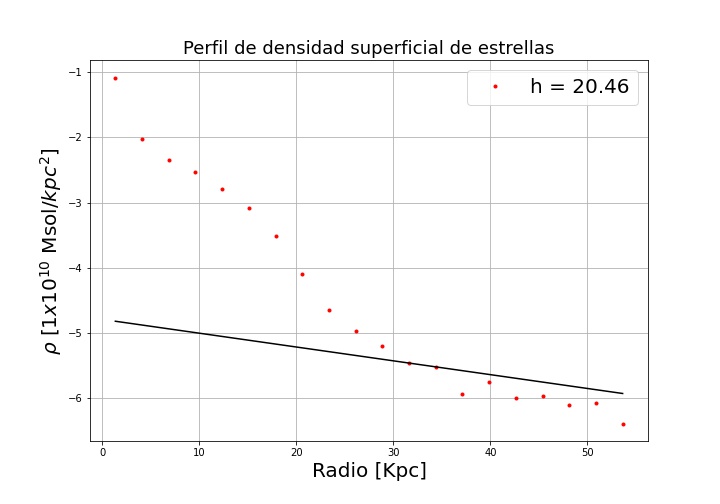 Perfil de densidad superficial de estrellas
h = 20.46
−1
−2
−3
−4
−5
−6
ρ [1x10¹⁰ Msol/kpc²]
0 10 20 30 40 50
Radio [Kpc]